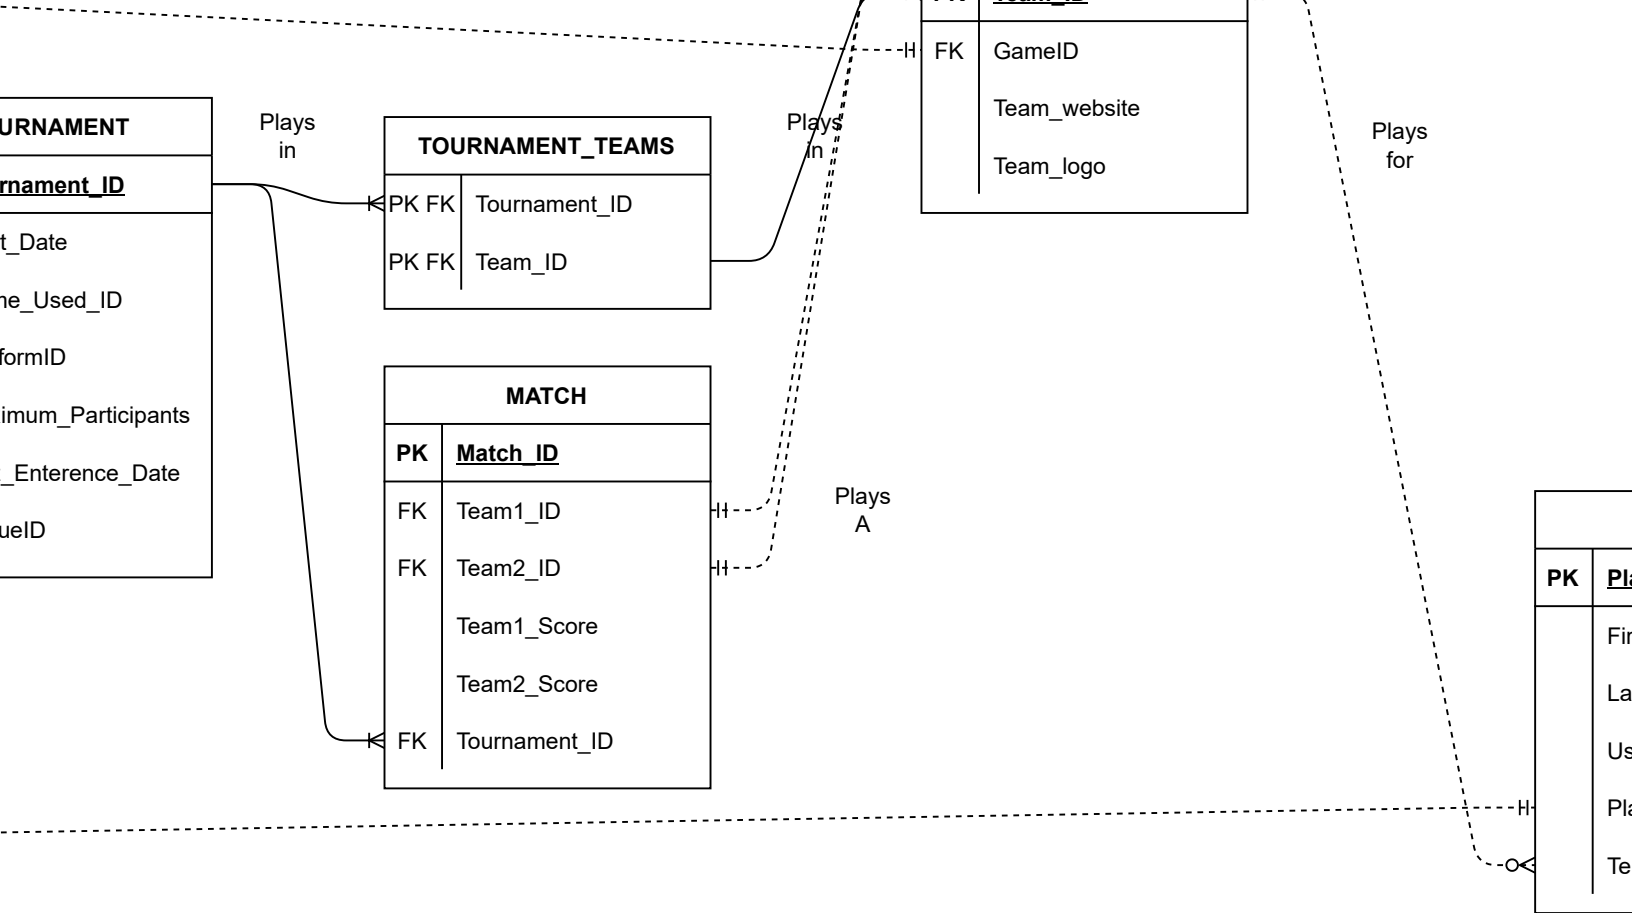 Team_ID
FK GameID
Team_website
Team_logo
URNAMENT
rnament_ID
t_Date
ne_Used_ID
formID
imum_Participants
_Enterence_Date
ueID
Plays
in
TOURNAMENT_TEAMS
PK FK Tournament_ID
PK FK Team_ID
Plays
in
MATCH
PK Match_ID
FK Team1_ID
FK Team2_ID
Team1_Score
Team2_Score
FK Tournament_ID
Plays
A
Plays
for
PK Pla
Fir
La
Us
Pla
Te